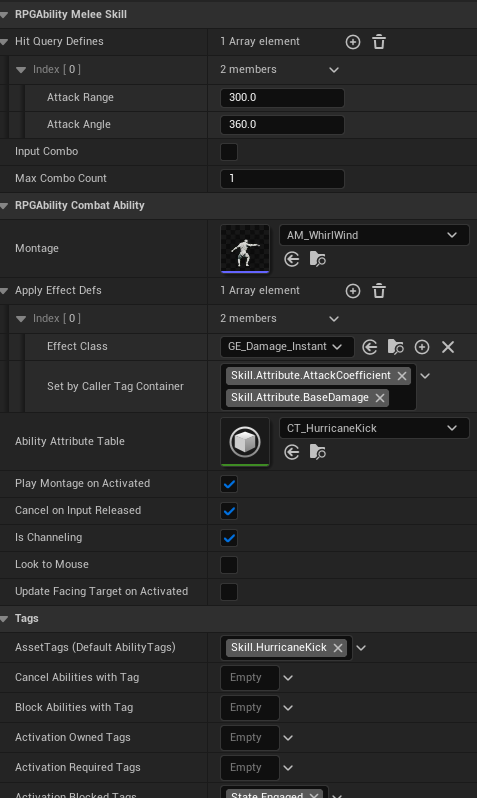 RPGAbility Melee Skill
Hit Query Defines 1 Array element
Index [ 0 ] 2 members
Attack Range 300.0
Attack Angle 360.0
Input Combo
Max Combo Count 1
RPGAbility Combat Ability
Montage AM_WhirlWind
Apply Effect Defs 1 Array element
Index [ 0 ] 2 members
Effect Class GE_Damage_Instant
Set by Caller Tag Container Skill.Attribute.AttackCoefficient
Skill.Attribute.BaseDamage
Ability Attribute Table CT_HurricaneKick
Play Montage on Activated
Cancel on Input Released
Is Channeling
Look to Mouse
Update Facing Target on Activated
Tags
AssetTags (Default AbilityTags) Skill.HurricaneKick
Cancel Abilities with Tag Empty
Block Abilities with Tag Empty
Activation Owned Tags Empty
Activation Required Tags Empty
Activation Blocked Tags State.Engaged